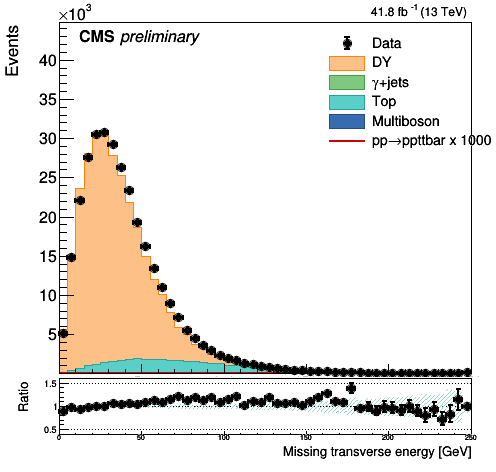 ×10³
41.8 fb⁻¹ (13 TeV)
CMS preliminary
Events
Data
DY
γ+jets
Top
Multiboson
pp→ppttbar x 1000
40
35
30
25
20
15
10
5
Ratio
1.5
1
0.5
0 50 100 150 200 250
Missing transverse energy [GeV]